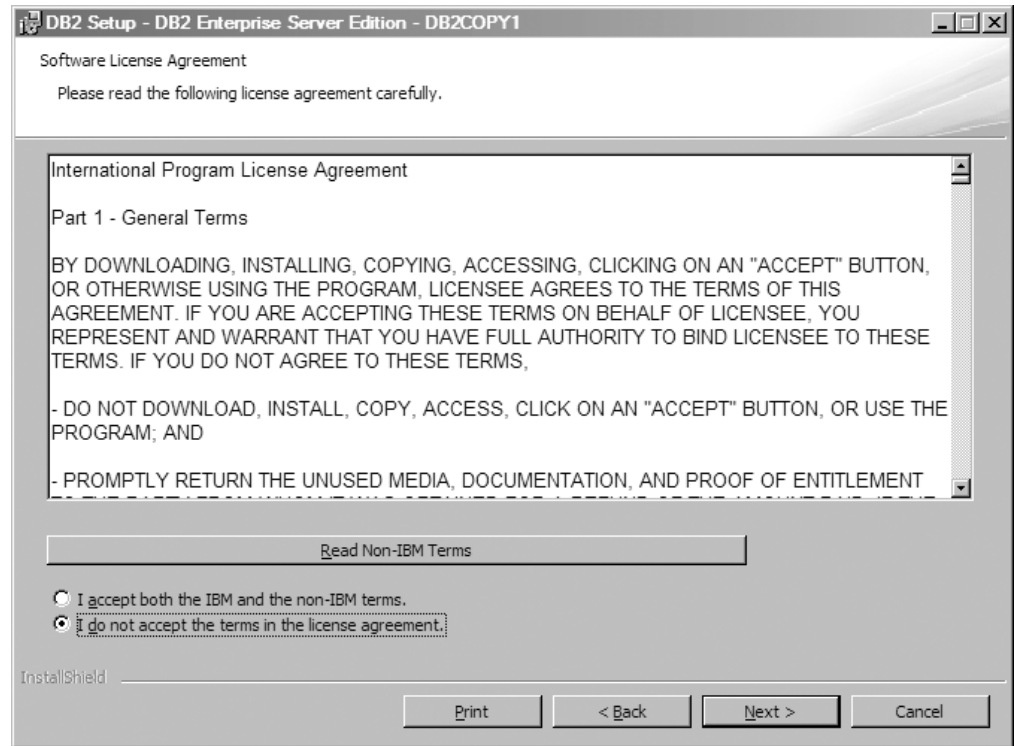 DB2 Setup - DB2 Enterprise Server Edition - DB2COPY1
Software License Agreement
Please read the following license agreement carefully.
International Program License Agreement
Part 1 - General Terms
BY DOWNLOADING, INSTALLING, COPYING, ACCESSING, CLICKING ON AN "ACCEPT" BUTTON,
OR OTHERWISE USING THE PROGRAM, LICENSEE AGREES TO THE TERMS OF THIS
AGREEMENT. IF YOU ARE ACCEPTING THESE TERMS ON BEHALF OF LICENSEE, YOU
REPRESENT AND WARRANT THAT YOU HAVE FULL AUTHORITY TO BIND LICENSEE TO THESE
TERMS. IF YOU DO NOT AGREE TO THESE TERMS,
- DO NOT DOWNLOAD, INSTALL, COPY, ACCESS, CLICK ON AN "ACCEPT" BUTTON, OR USE THE
PROGRAM; AND
- PROMPTLY RETURN THE UNUSED MEDIA, DOCUMENTATION, AND PROOF OF ENTITLEMENT
Read Non-IBM Terms
I accept both the IBM and the non-IBM terms.
I do not accept the terms in the license agreement.
InstallShield
Print
< Back
Next >
Cancel